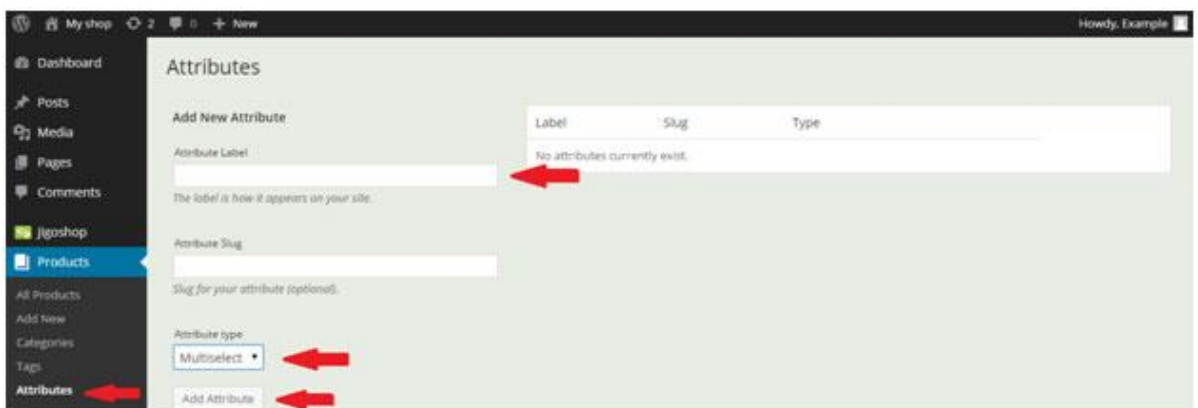 My shop 2 0 + New Howdy, Example
Dashboard
Posts
Media
Pages
Comments
Jigoshop
Products
All Products
Add New
Categories
Tags
Attributes
Attributes
Add New Attribute
Attribute Label
The label is how it appears on your site.
Attribute Slug
Slug for your attribute (optional).
Attribute type
Multiselect
Add Attribute
Label Slug Type
No attributes currently exist.